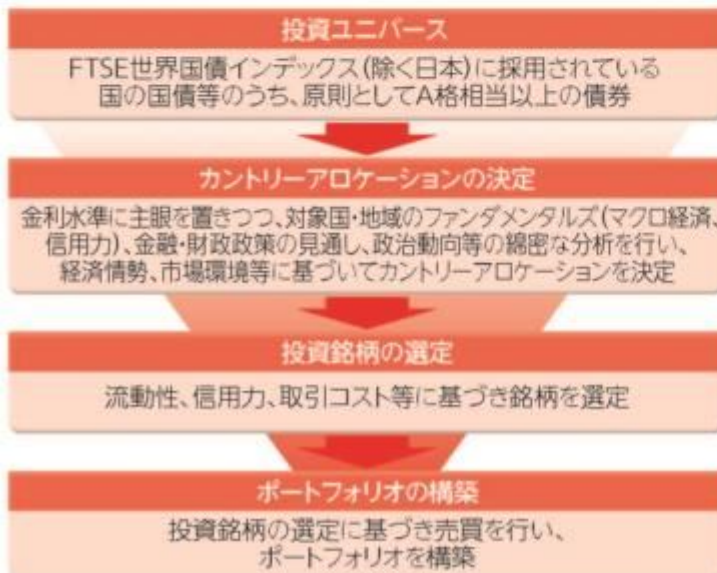 投資ユニバース
FTSE世界国債インデックス(除く日本)に採用されている
国の国債等のうち、原則としてA格相当以上の債券
カントリーアロケーションの決定
金利水準に主眼を置きつつ、対象国・地域のファンダメンタルズ(マクロ経済、
信用力)、金融・財政政策の見通し、政治動向等の綿密な分析を行い、
経済情勢、市場環境等に基づいてカントリーアロケーションを決定
投資銘柄の選定
流動性、信用力、取引コスト等に基づき銘柄を選定
ポートフォリオの構築
投資銘柄の選定に基づき売買を行い、
ポートフォリオを構築